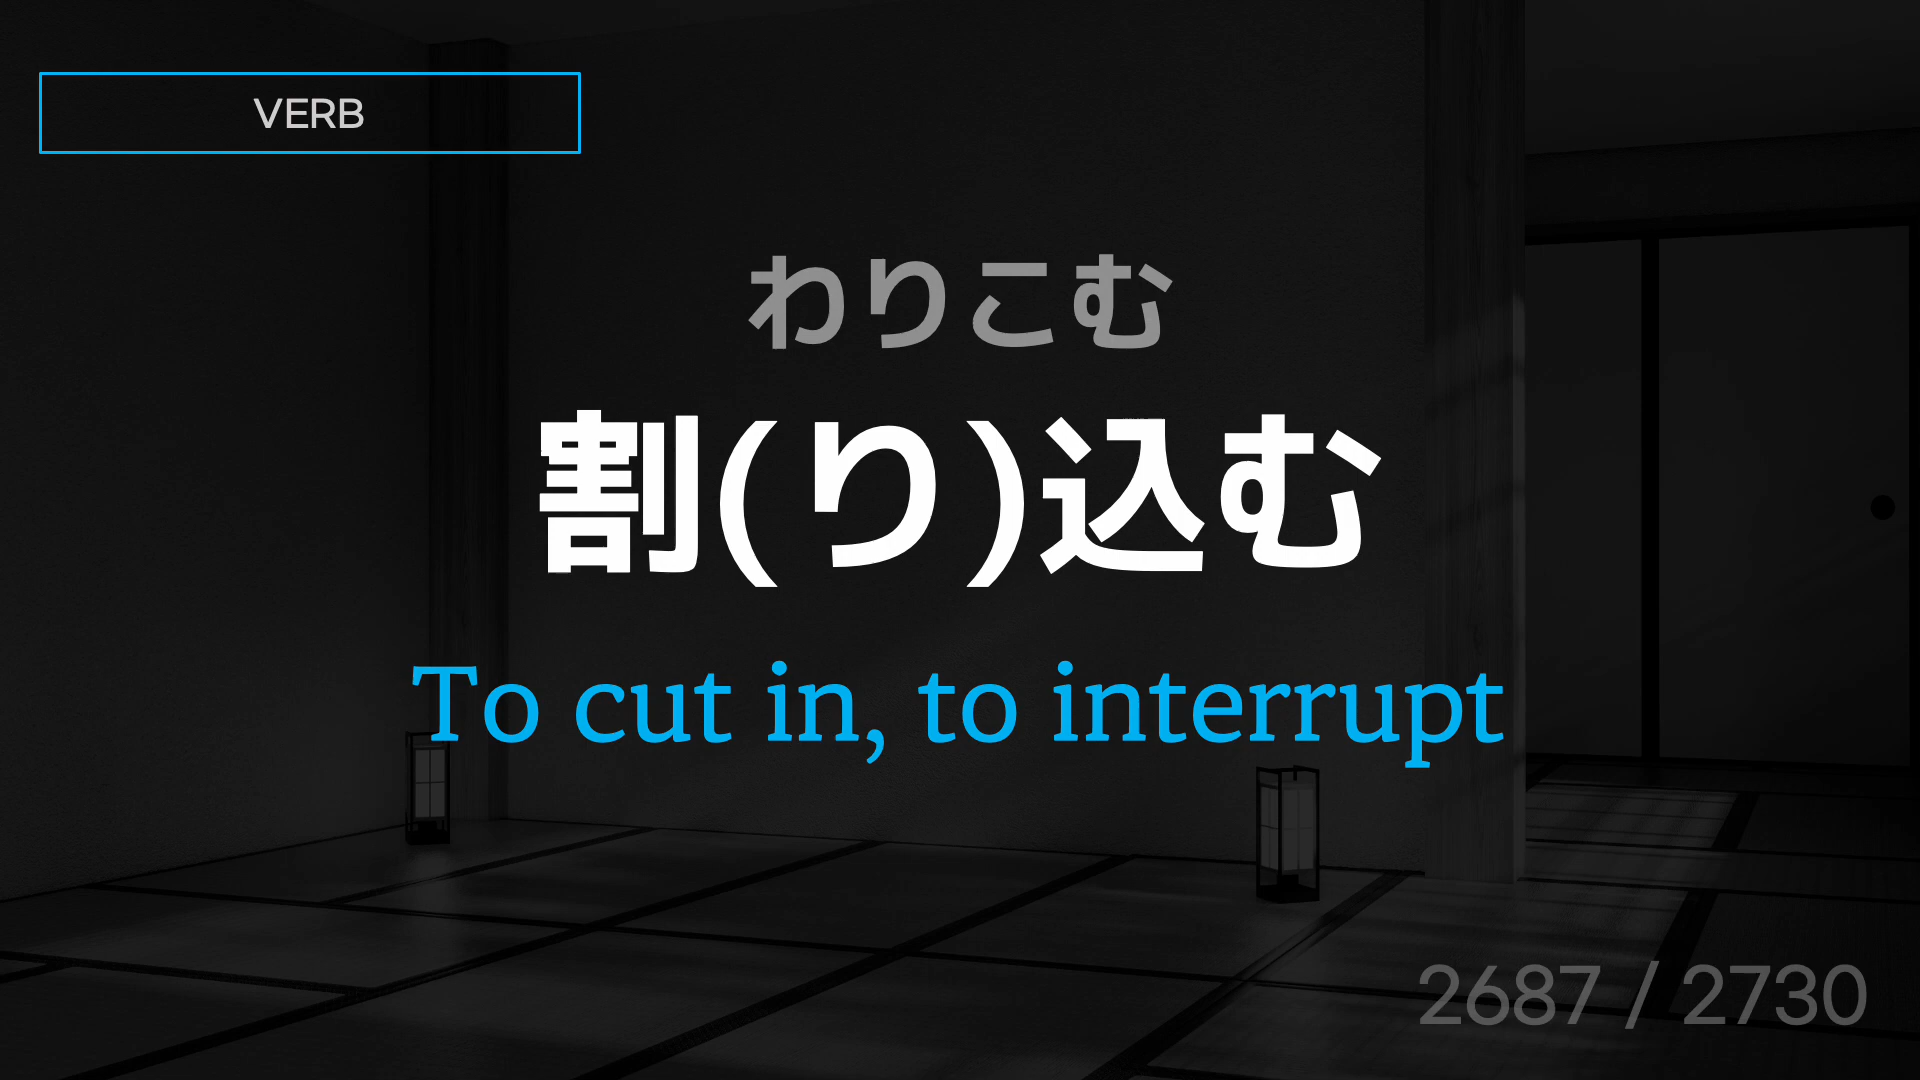 VERB
わりこむ
割(り)込む
To cut in, to interrupt
2687 / 2730